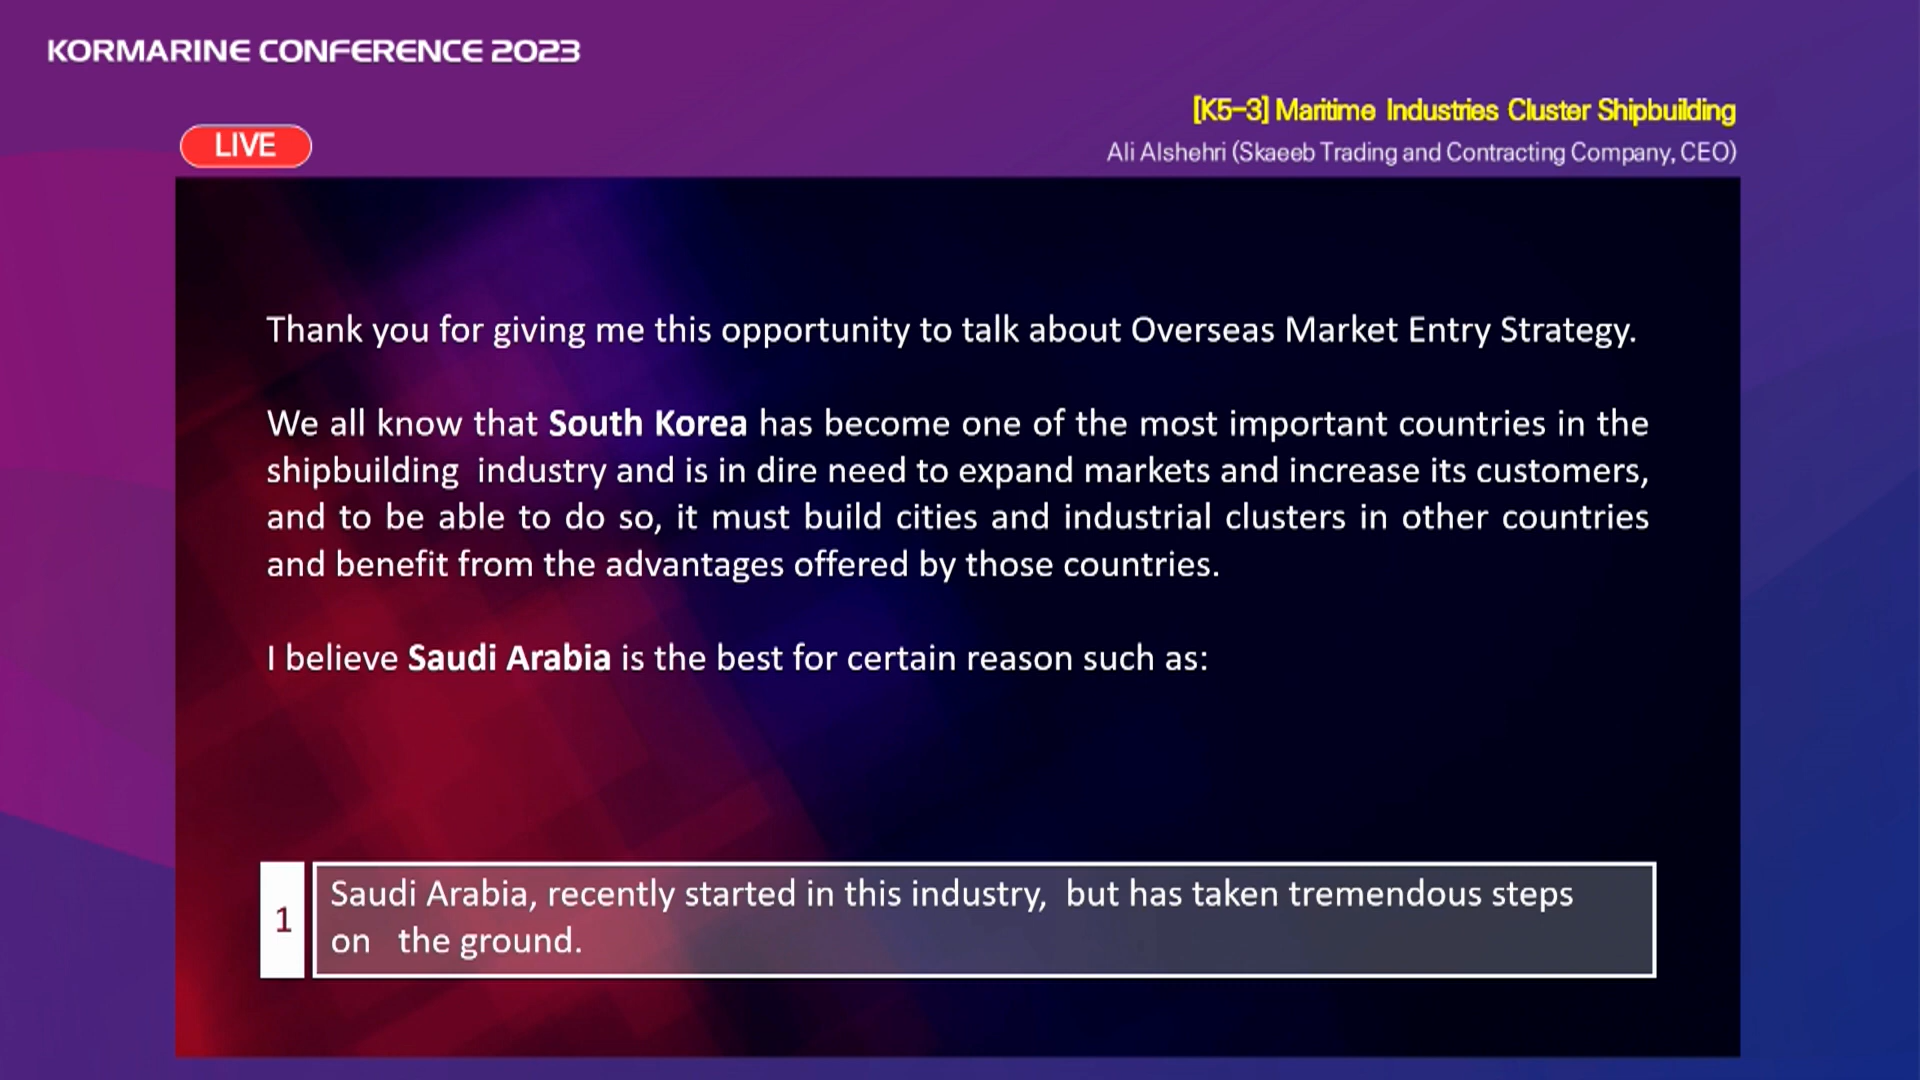 KORMARINE CONFERENCE 2023
[K5-3] Maritime Industries Cluster Shipbuilding
LIVE
Ali Alshehri (Skaeeb Trading and Contracting Company, CEO)
Thank you for giving me this opportunity to talk about Overseas Market Entry Strategy.
We all know that South Korea has become one of the most important countries in the
shipbuilding industry and is in dire need to expand markets and increase its customers,
and to be able to do so, it must build cities and industrial clusters in other countries
and benefit from the advantages offered by those countries.
I believe Saudi Arabia is the best for certain reason such as:
1
Saudi Arabia, recently started in this industry, but has taken tremendous steps
on the ground.